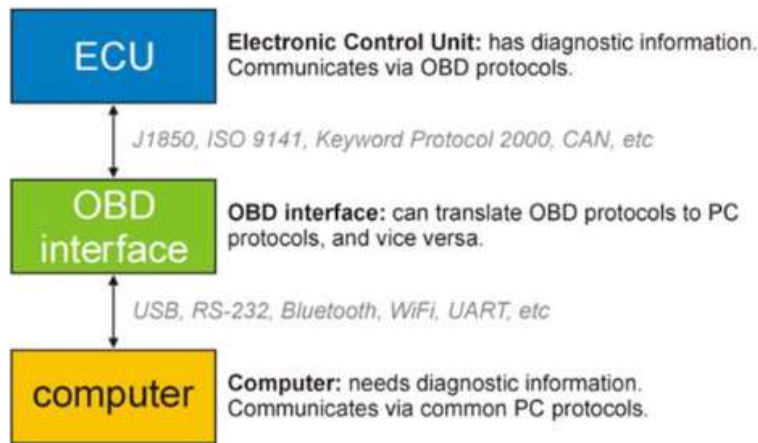 ECU
Electronic Control Unit: has diagnostic information.
Communicates via OBD protocols.
J1850, ISO 9141, Keyword Protocol 2000, CAN, etc
OBD
interface
OBD interface: can translate OBD protocols to PC
protocols, and vice versa.
USB, RS-232, Bluetooth, WiFi, UART, etc
computer
Computer: needs diagnostic information.
Communicates via common PC protocols.